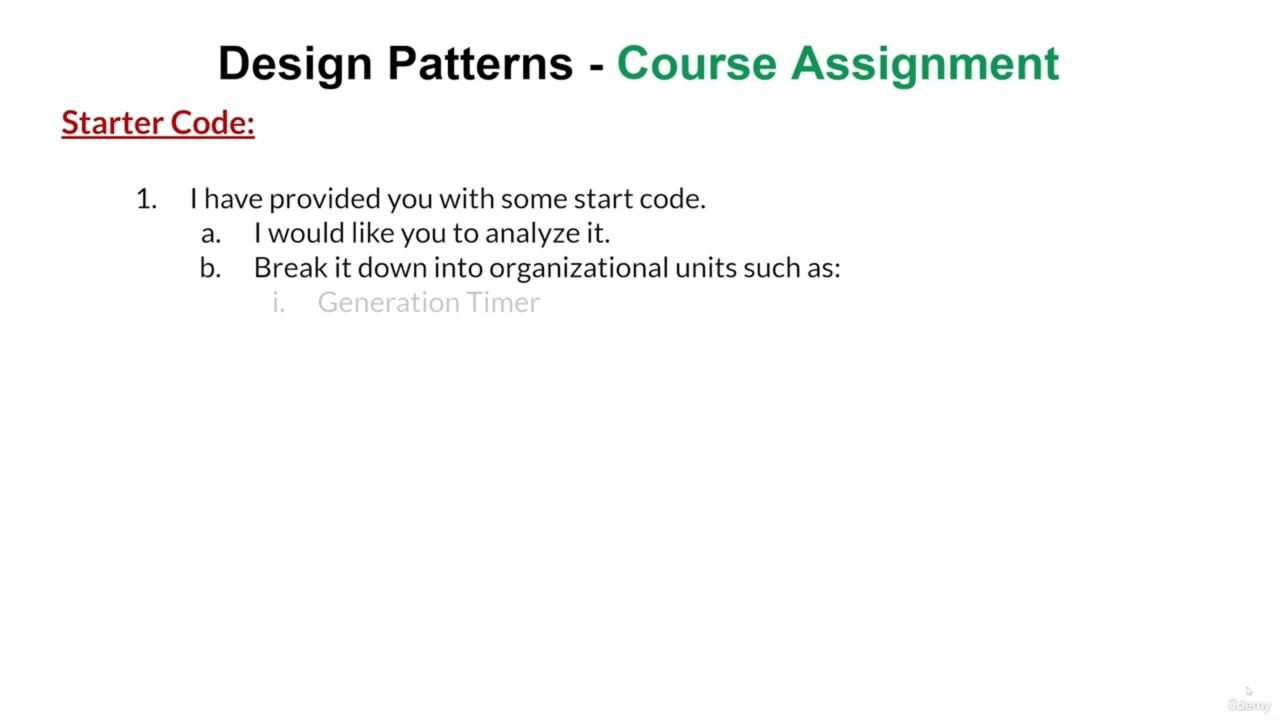 Design Patterns - Course Assignment
Starter Code:
1. I have provided you with some start code.
a. I would like you to analyze it.
b. Break it down into organizational units such as:
i. Generation Timer
ûdemy